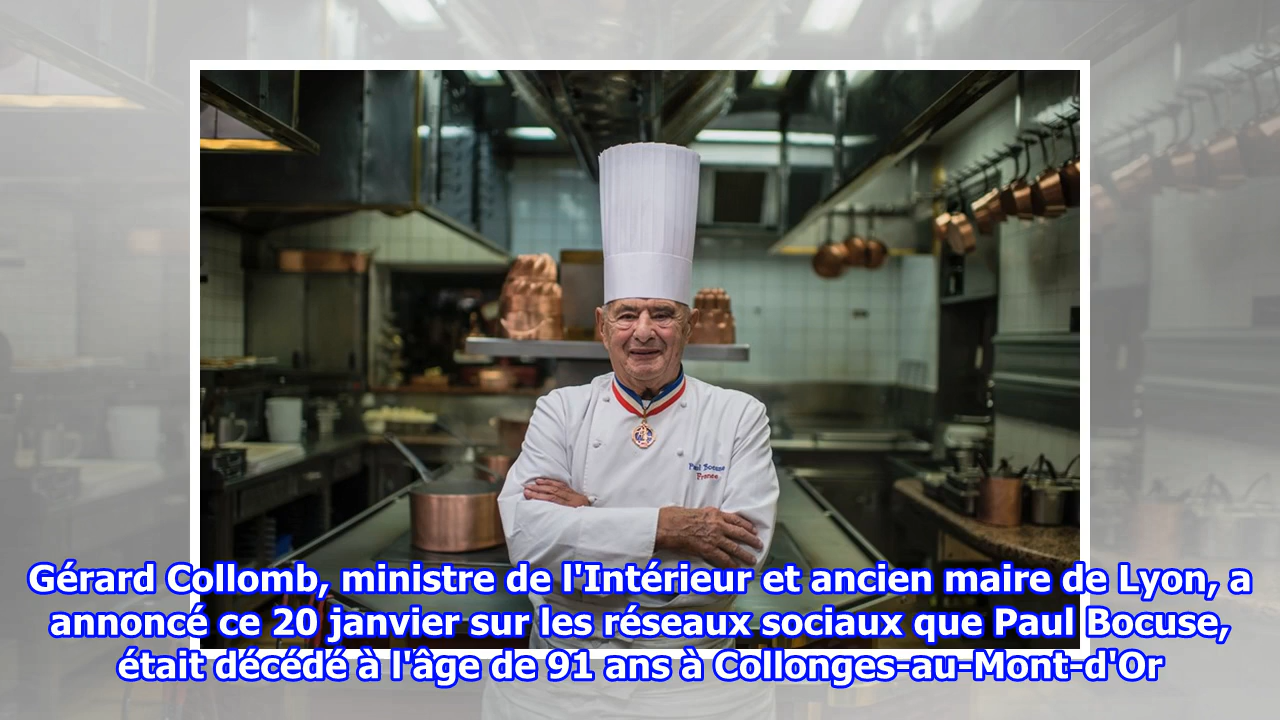 Paul Bocuse
France
Gérard Collomb, ministre de l'Intérieur et ancien maire de Lyon, a
annoncé ce 20 janvier sur les réseaux sociaux que Paul Bocuse,
était décédé à l'âge de 91 ans à Collonges-au-Mont-d'Or